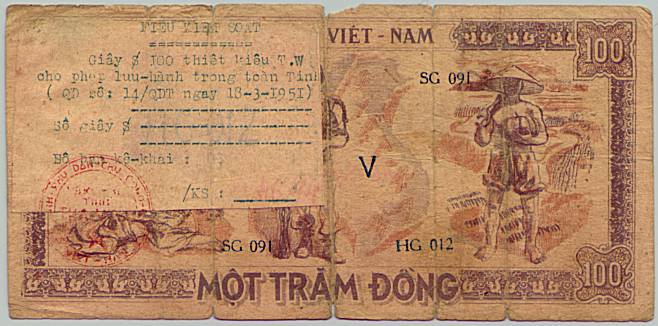 PHIẾU KIỂM SOÁT
Giấy $ 100 thiết kiểu T.W
cho phép lưu-hành trong toàn Tỉnh
( QĐ số: 14/QDT ngày 18-3-1951)
Số giấy $
kê-khai :
/KS :
VIỆT - NAM
100
SG 091
V
SG 091
HG 012
MỘT TRĂM ĐỒNG
100